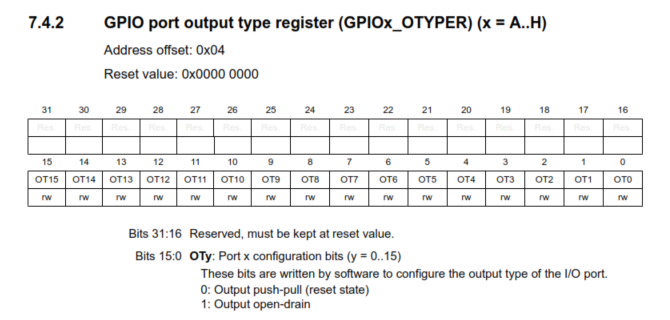 7.4.2 GPIO port output type register (GPIOx_OTYPER) (x = A..H)
Address offset: 0x04
Reset value: 0x0000 0000
31 30 29 28 27 26 25 24 23 22 21 20 19 18 17 16
Res. Res. Res. Res. Res. Res. Res. Res. Res. Res. Res. Res. Res. Res. Res. Res.
15 14 13 12 11 10 9 8 7 6 5 4 3 2 1 0
OT15 OT14 OT13 OT12 OT11 OT10 OT9 OT8 OT7 OT6 OT5 OT4 OT3 OT2 OT1 OT0
rw rw rw rw rw rw rw rw rw rw rw rw rw rw rw rw
Bits 31:16 Reserved, must be kept at reset value.
Bits 15:0 OTy: Port x configuration bits (y = 0..15)
These bits are written by software to configure the output type of the I/O port.
0: Output push-pull (reset state)
1: Output open-drain